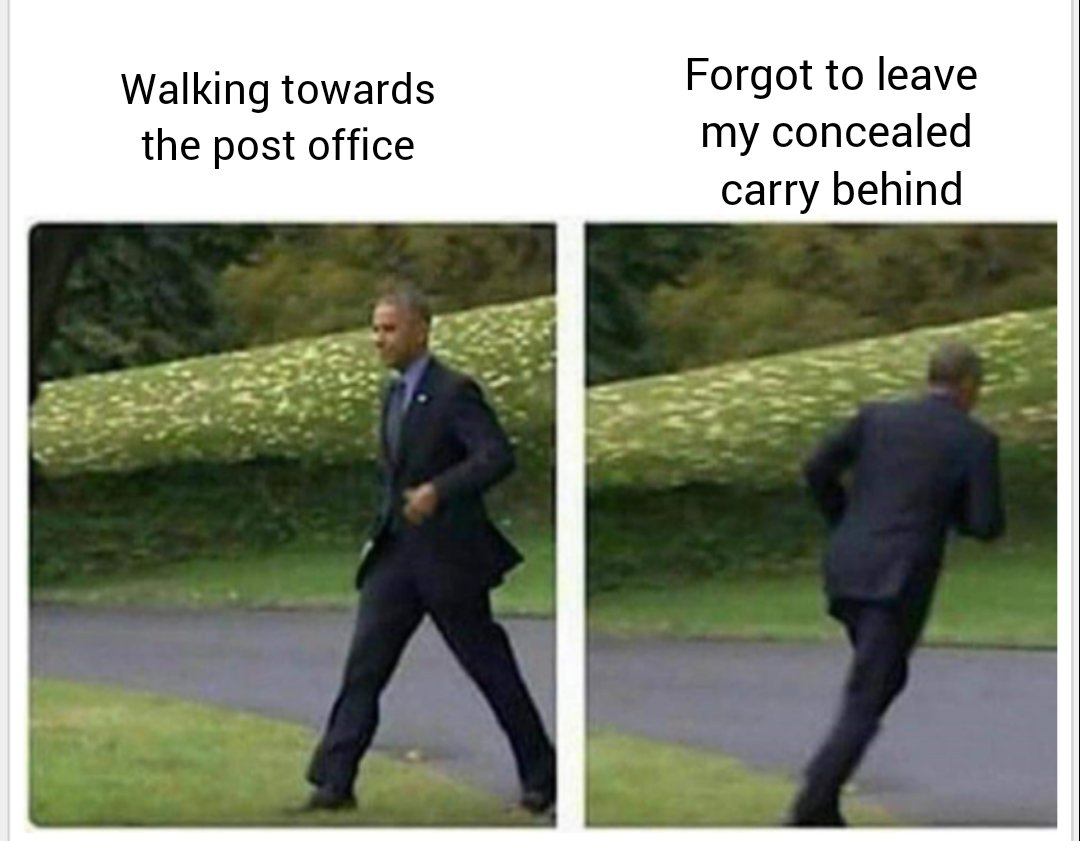 Walking towards
the post office
Forgot to leave
my concealed
carry behind